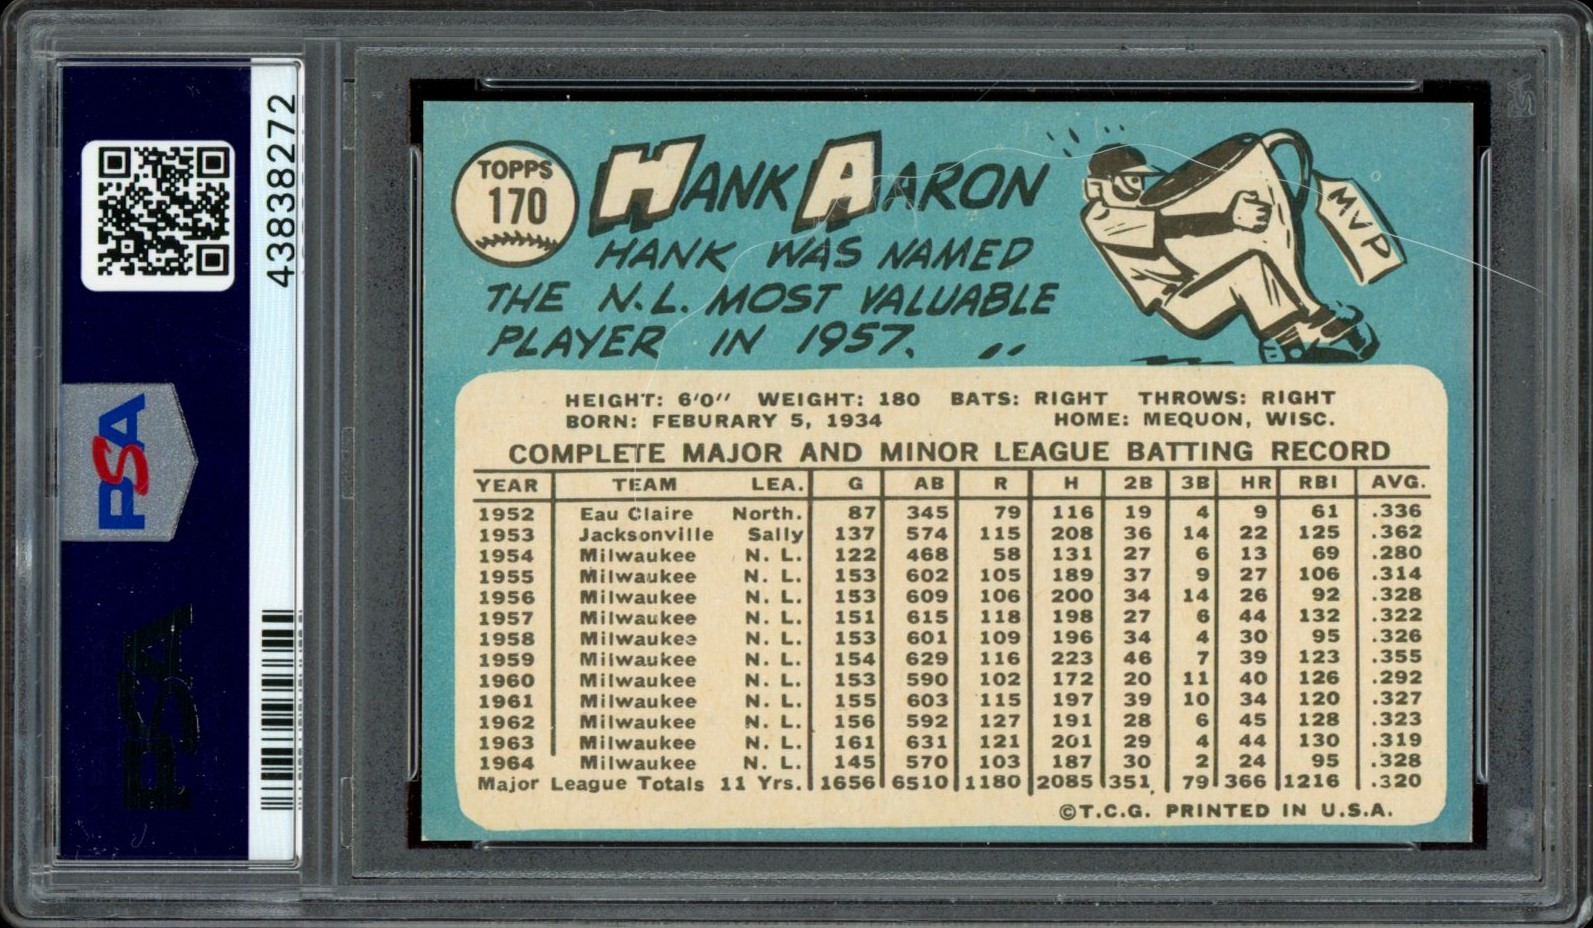 43838272
PSA
PSA
TOPPS
170
HANK AARON
HANK WAS NAMED
THE N.L. MOST VALUABLE
PLAYER IN 1957.
MVP
HEIGHT: 6'0" WEIGHT: 180 BATS: RIGHT THROWS: RIGHT
BORN: FEBURARY 5, 1934 HOME: MEQUON, WISC.
COMPLETE MAJOR AND MINOR LEAGUE BATTING RECORD
YEAR TEAM LEA. G AB R H 2B 3B HR RBI AVG.
1952 Eau Claire North. 87 345 79 116 19 4 9 61 .336
1953 Jacksonville Sally 137 574 115 208 36 14 22 125 .362
1954 Milwaukee N. L. 122 468 58 131 27 6 13 69 .280
1955 Milwaukee N. L. 153 602 105 189 37 9 27 106 .314
1956 Milwaukee N. L. 153 609 106 200 34 14 26 92 .328
1957 Milwaukee N. L. 151 615 118 198 27 6 44 132 .322
1958 Milwaukee N. L. 153 601 109 196 34 4 30 95 .326
1959 Milwaukee N. L. 154 629 116 223 46 7 39 123 .355
1960 Milwaukee N. L. 153 590 102 172 20 11 40 126 .292
1961 Milwaukee N. L. 155 603 115 197 39 10 34 120 .327
1962 Milwaukee N. L. 156 592 127 191 28 6 45 128 .323
1963 Milwaukee N. L. 161 631 121 201 29 4 44 130 .319
1964 Milwaukee N. L. 145 570 103 187 30 2 24 95 .328
Major League Totals 11 Yrs. 1656 6510 1180 2085 351 79 366 1216 .320
©T.C.G. PRINTED IN U.S.A.